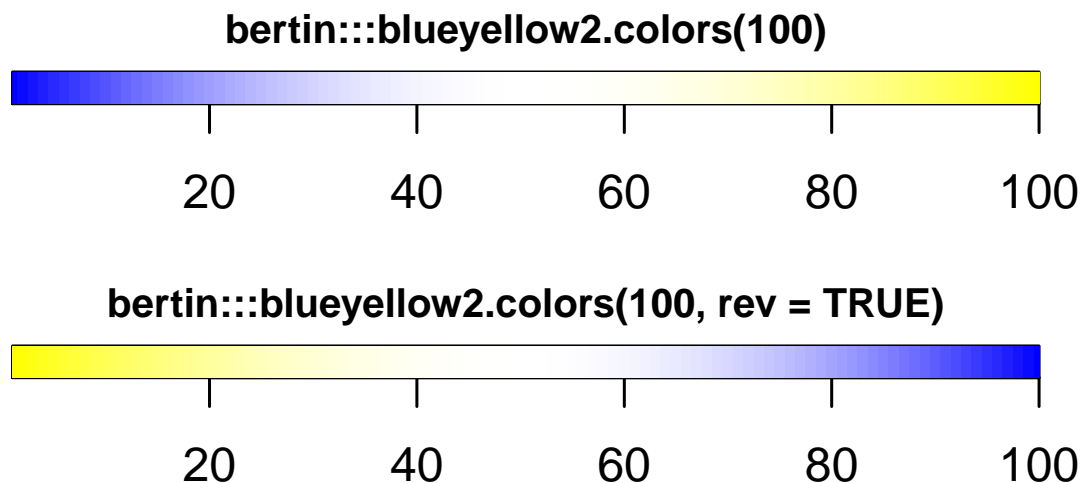 bertin:::blueyellow2.colors(100)
20 40 60 80 100
bertin:::blueyellow2.colors(100, rev = TRUE)
20 40 60 80 100